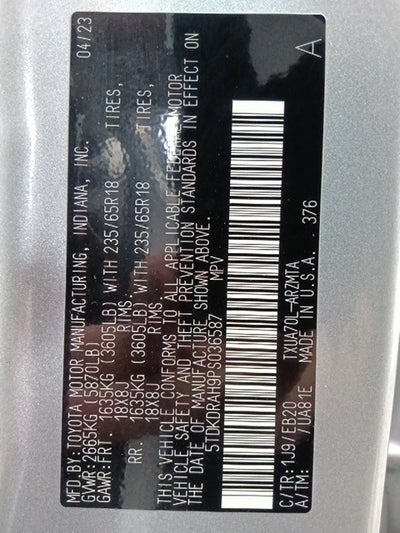 MFD.BY:TOYOTA MOTOR MANUFACTURING, INDIANA, INC. 04/23
GVWR:2665KG (5870LB)
GAWR:FRT. 1635KG (3605LB) WITH 235/65R18 TIRES,
18X8J RIMS.
RR. 1635KG (3605LB) WITH 235/65R18 TIRES,
18X8J RIMS.
THIS VEHICLE CONFORMS TO ALL APPLICABLE FEDERAL MOTOR
VEHICLE SAFETY AND THEFT PREVENTION STANDARDS IN EFFECT ON
THE DATE OF MANUFACTURE SHOWN ABOVE.
5TDKDRAH9PS036587 MPV A
C/TR:1J9/EB20 TXUA70L-ARZMTA
A/TM: 7UA81E MADE IN U.S.A. 376